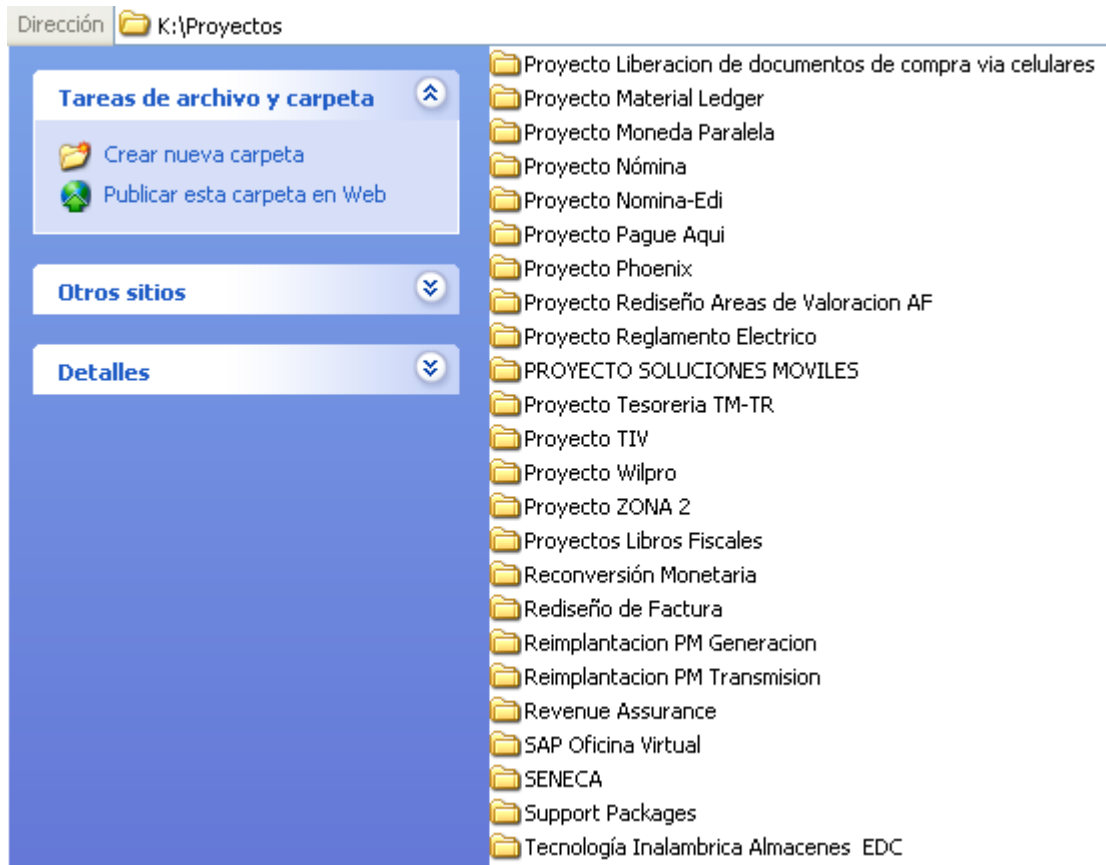 Dirección K:\Proyectos
Tareas de archivo y carpeta
Crear nueva carpeta
Publicar esta carpeta en Web
Otros sitios
Detalles
Proyecto Liberacion de documentos de compra via celulares
Proyecto Material Ledger
Proyecto Moneda Paralela
Proyecto Nómina
Proyecto Nomina-Edi
Proyecto Pague Aqui
Proyecto Phoenix
Proyecto Rediseño Areas de Valoracion AF
Proyecto Reglamento Electrico
PROYECTO SOLUCIONES MOVILES
Proyecto Tesoreria TM-TR
Proyecto TIV
Proyecto Wilpro
Proyecto ZONA 2
Proyectos Libros Fiscales
Reconversión Monetaria
Rediseño de Factura
Reimplantacion PM Generacion
Reimplantacion PM Transmision
Revenue Assurance
SAP Oficina Virtual
SENECA
Support Packages
Tecnología Inalambrica Almacenes  EDC